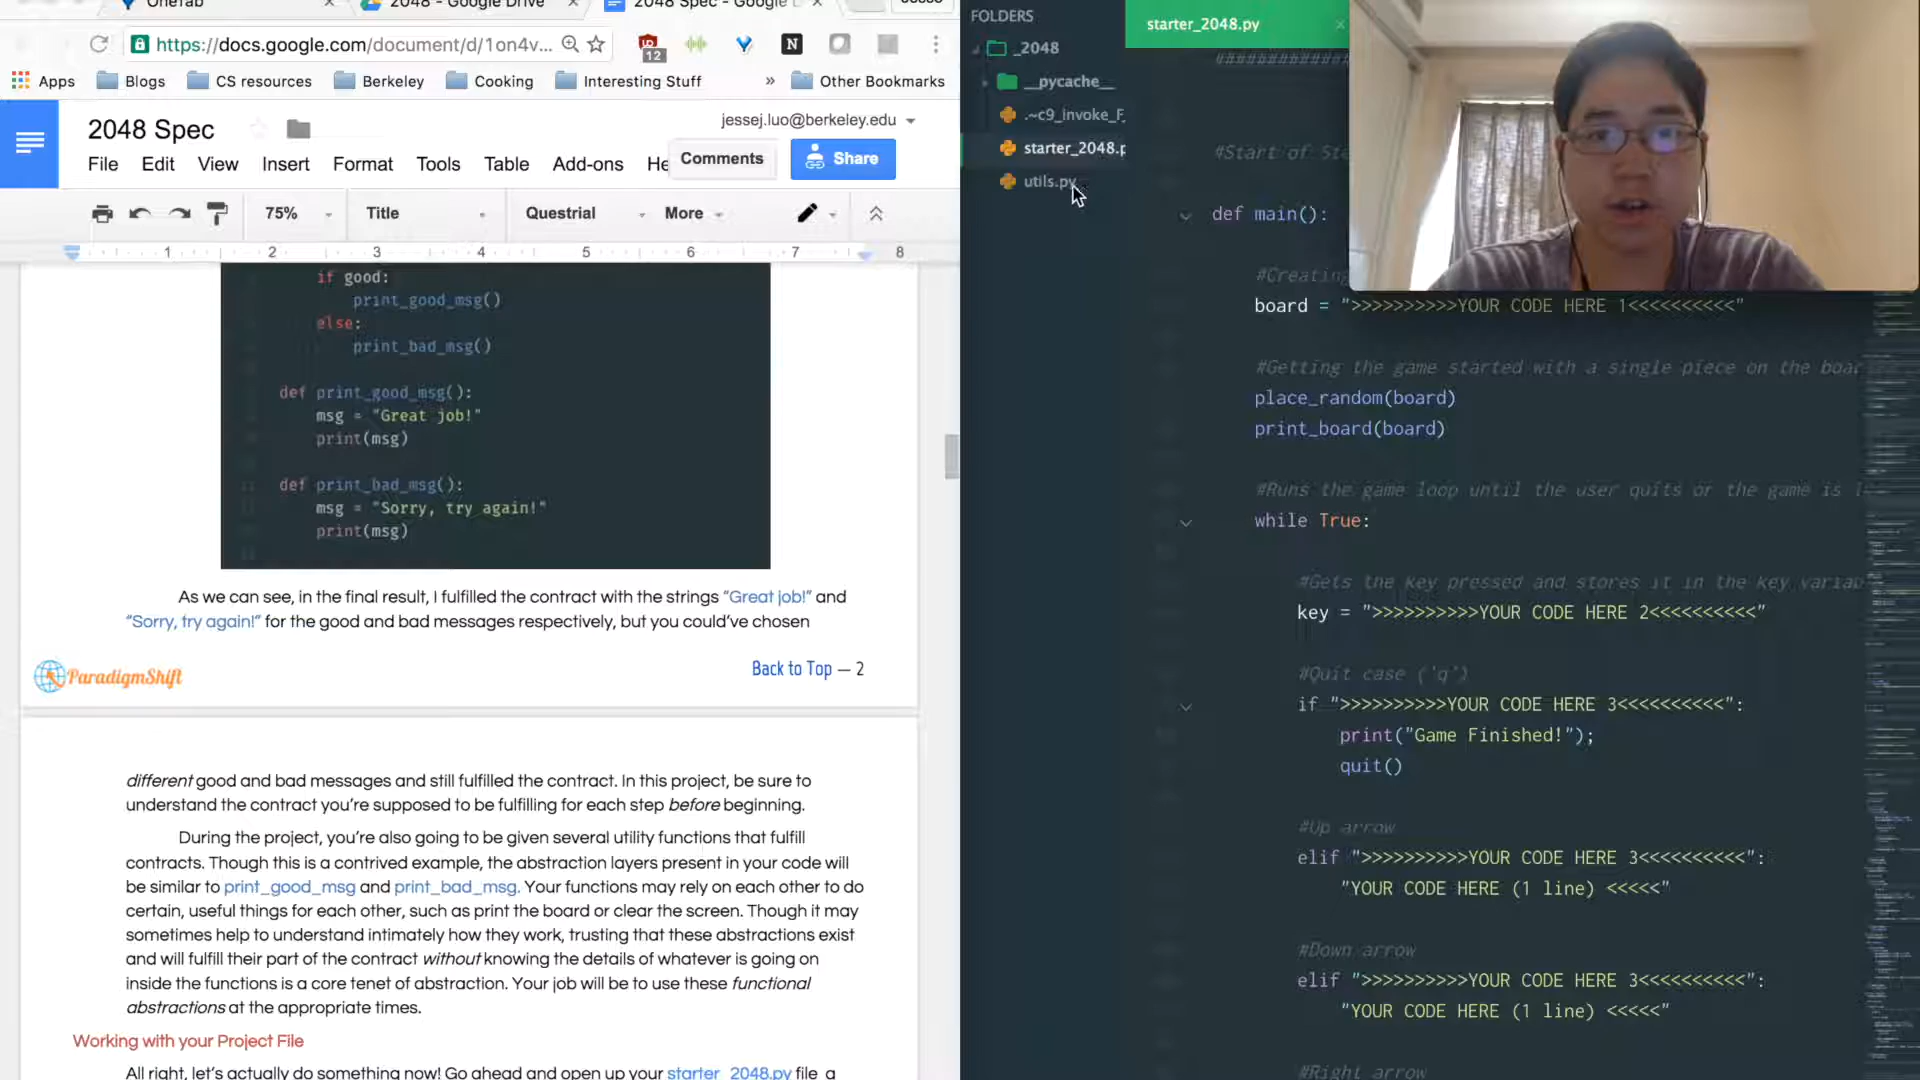 OneTab
2048 - Google Drive
2048 Spec - Google D
https://docs.google.com/document/d/1on4v...
12
Apps
Blogs
CS resources
Berkeley
Cooking
Interesting Stuff
»
Other Bookmarks
2048 Spec
jessej.luo@berkeley.edu
File Edit View Insert Format Tools Table Add-ons He
Comments
Share
75% Title Questrial More
1 2 3 4 5 6 7 8
if good:
print_good_msg()
else:
print_bad_msg()
def print_good_msg():
msg = "Great job!"
print(msg)
def print_bad_msg():
msg = "Sorry, try again!"
print(msg)
As we can see, in the final result, I fulfilled the contract with the strings “Great job!” and
“Sorry, try again!” for the good and bad messages respectively, but you could’ve chosen
ParadigmShift
Back to Top — 2
different good and bad messages and still fulfilled the contract. In this project, be sure to
understand the contract you’re supposed to be fulfilling for each step before beginning.
During the project, you’re also going to be given several utility functions that fulfill
contracts. Though this is a contrived example, the abstraction layers present in your code will
be similar to print_good_msg and print_bad_msg. Your functions may rely on each other to do
certain, useful things for each other, such as print the board or clear the screen. Though it may
sometimes help to understand intimately how they work, trusting that these abstractions exist
and will fulfill their part of the contract without knowing the details of whatever is going on
inside the functions is a core tenet of abstraction. Your job will be to use these functional
abstractions at the appropriate times.
Working with your Project File
All right, let’s actually do something now! Go ahead and open up your starter_2048.py file a
FOLDERS
_2048
__pycache__
.~c9_invoke_F
starter_2048.p
utils.py
starter_2048.py
#############
#Start of Ste
def main():
#Creating
board = ">>>>>>>>>>YOUR CODE HERE 1<<<<<<<<<<"
#Getting the game started with a single piece on the boar
place_random(board)
print_board(board)
#Runs the game loop until the user quits or the game is l
while True:
#Gets the key pressed and stores it in the key variab
key = ">>>>>>>>>>YOUR CODE HERE 2<<<<<<<<<<"
#Quit case ('q')
if ">>>>>>>>>>YOUR CODE HERE 3<<<<<<<<<<":
print("Game Finished!");
quit()
#Up arrow
elif ">>>>>>>>>>YOUR CODE HERE 3<<<<<<<<<<":
"YOUR CODE HERE (1 line) <<<<<"
#Down arrow
elif ">>>>>>>>>>YOUR CODE HERE 3<<<<<<<<<<":
"YOUR CODE HERE (1 line) <<<<<"
#Right arrow